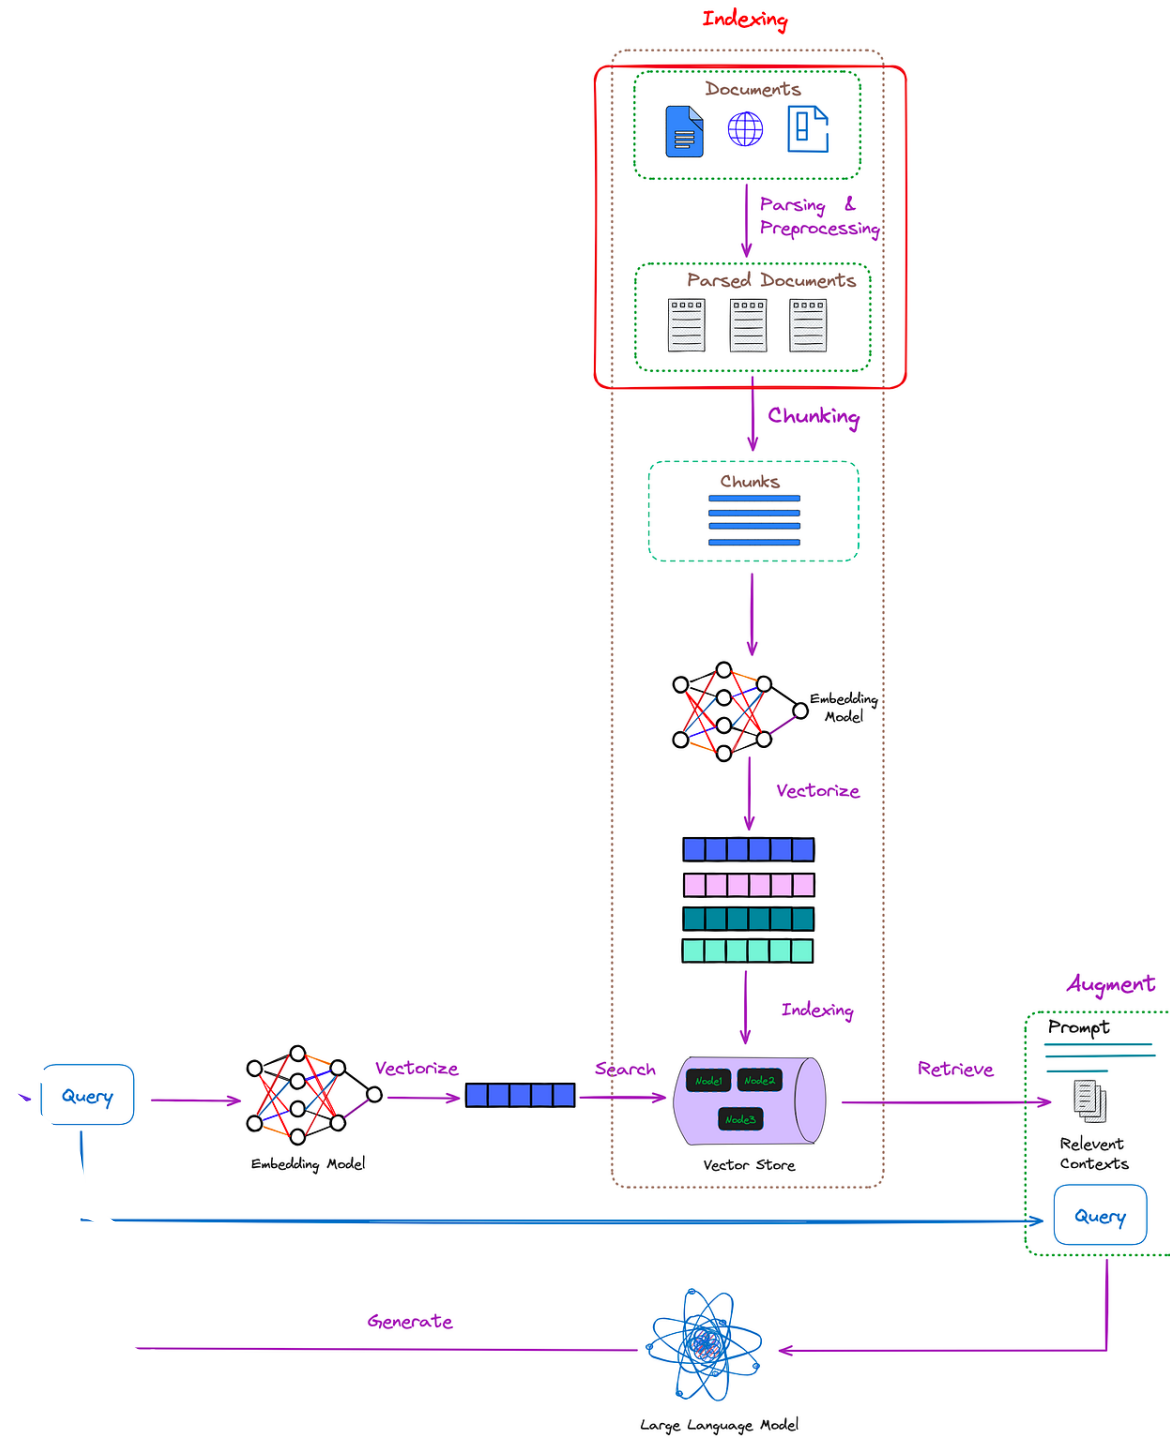 Indexing
Documents
Parsing &
Preprocessing
Parsed Documents
Chunking
Chunks
Embedding
Model
Vectorize
Indexing
Augment
Prompt
Query
Vectorize
Search
Node1
Node2
Node3
Retrieve
Relevent
Contexts
Embedding Model
Vector Store
Query
Generate
Large Language Model